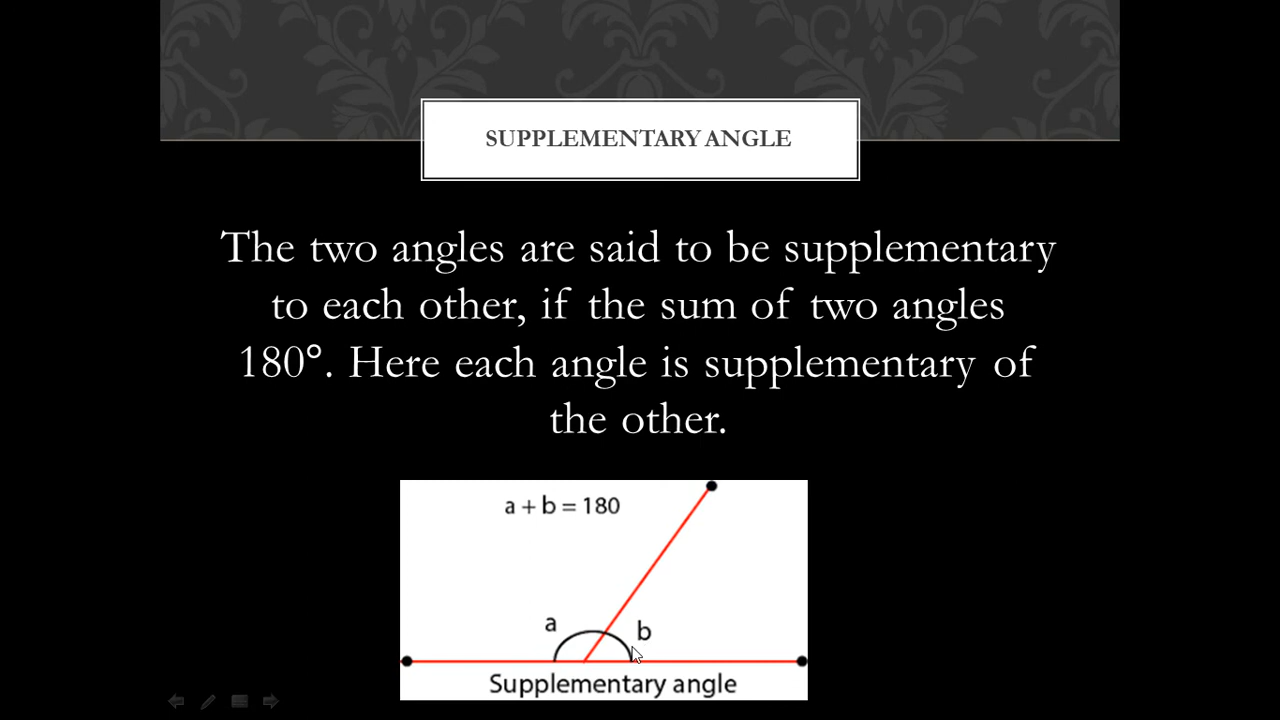 SUPPLEMENTARY ANGLE
The two angles are said to be supplementary
to each other, if the sum of two angles
180°. Here each angle is supplementary of
the other.
a + b = 180
a
b
Supplementary angle